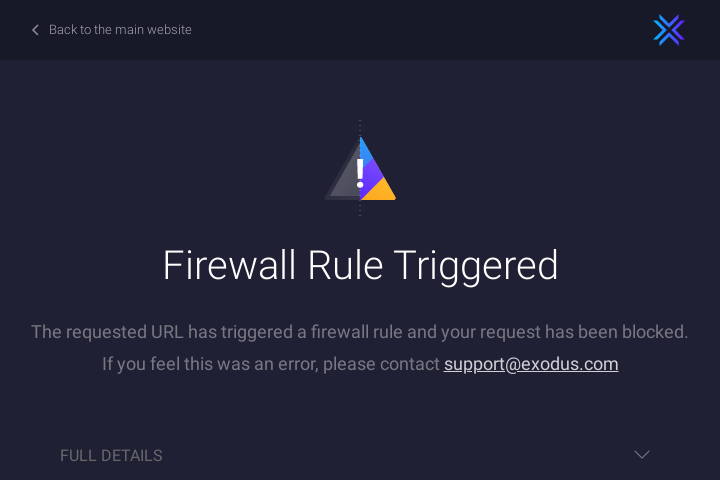 Back to the main website
Firewall Rule Triggered
The requested URL has triggered a firewall rule and your request has been blocked.
If you feel this was an error, please contact support@exodus.com
FULL DETAILS